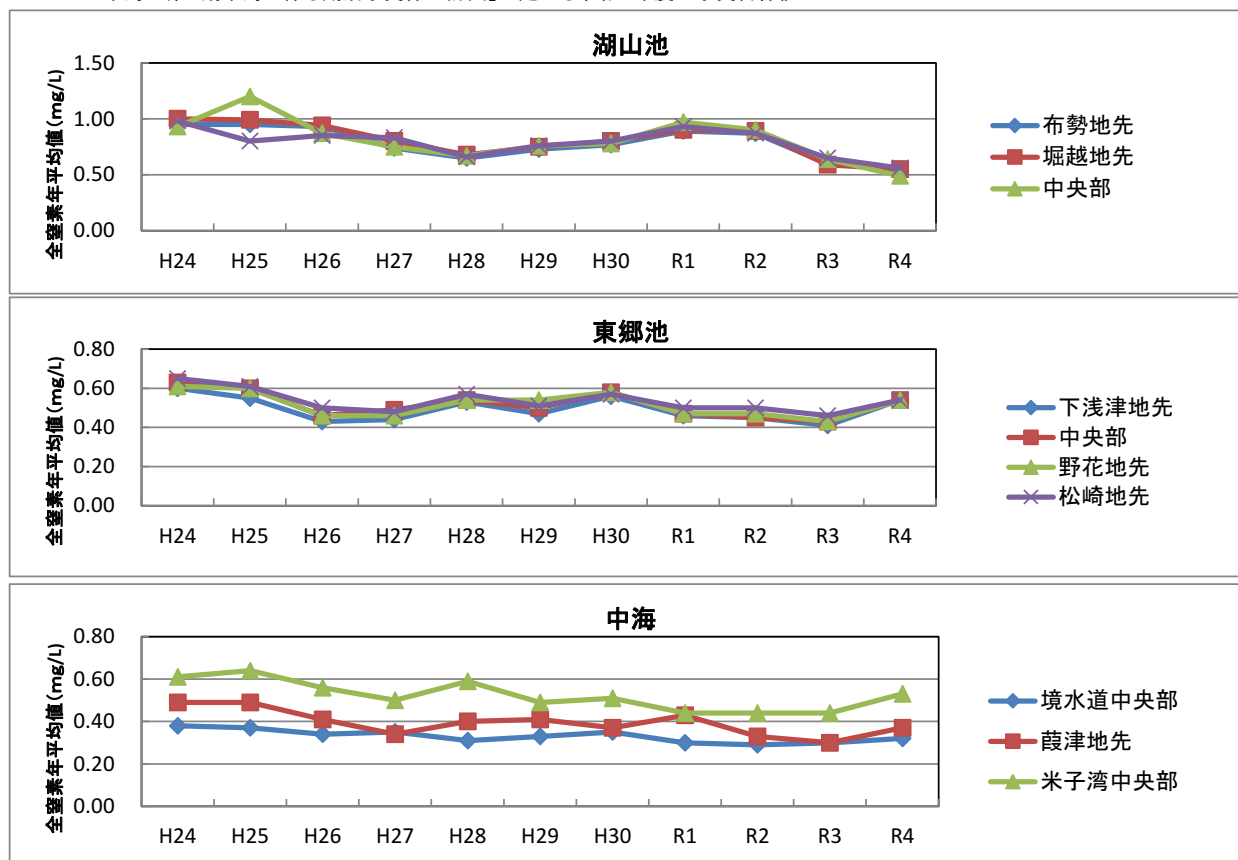 湖山池
全窒素年平均値(mg/L)
1.50
1.00
0.50
0.00
H24 H25 H26 H27 H28 H29 H30 R1 R2 R3 R4
布勢地先
堀越地先
中央部
東郷池
全窒素年平均値(mg/L)
0.80
0.60
0.40
0.20
0.00
H24 H25 H26 H27 H28 H29 H30 R1 R2 R3 R4
下浅津地先
中央部
野花地先
松崎地先
中海
全窒素年平均値(mg/L)
0.80
0.60
0.40
0.20
0.00
H24 H25 H26 H27 H28 H29 H30 R1 R2 R3 R4
境水道中央部
葭津地先
米子湾中央部